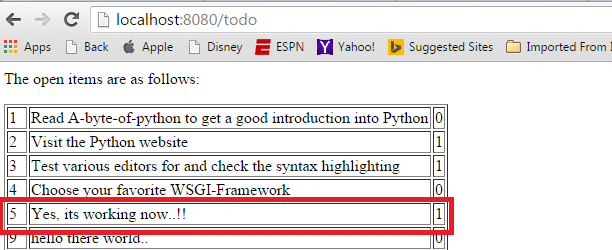 localhost:8080/todo
Apps Apple Disney ESPN Yahoo! Suggested Sites Imported From I
The open items are as follows:
1 Read A-byte-of-python to get a good introduction into Python 0
2 Visit the Python website 1
3 Test various editors for and check the syntax highlighting 1
4 Choose your favorite WSGI-Framework 0
5 Yes, its working now..!! 1
9 hello there world.. 0